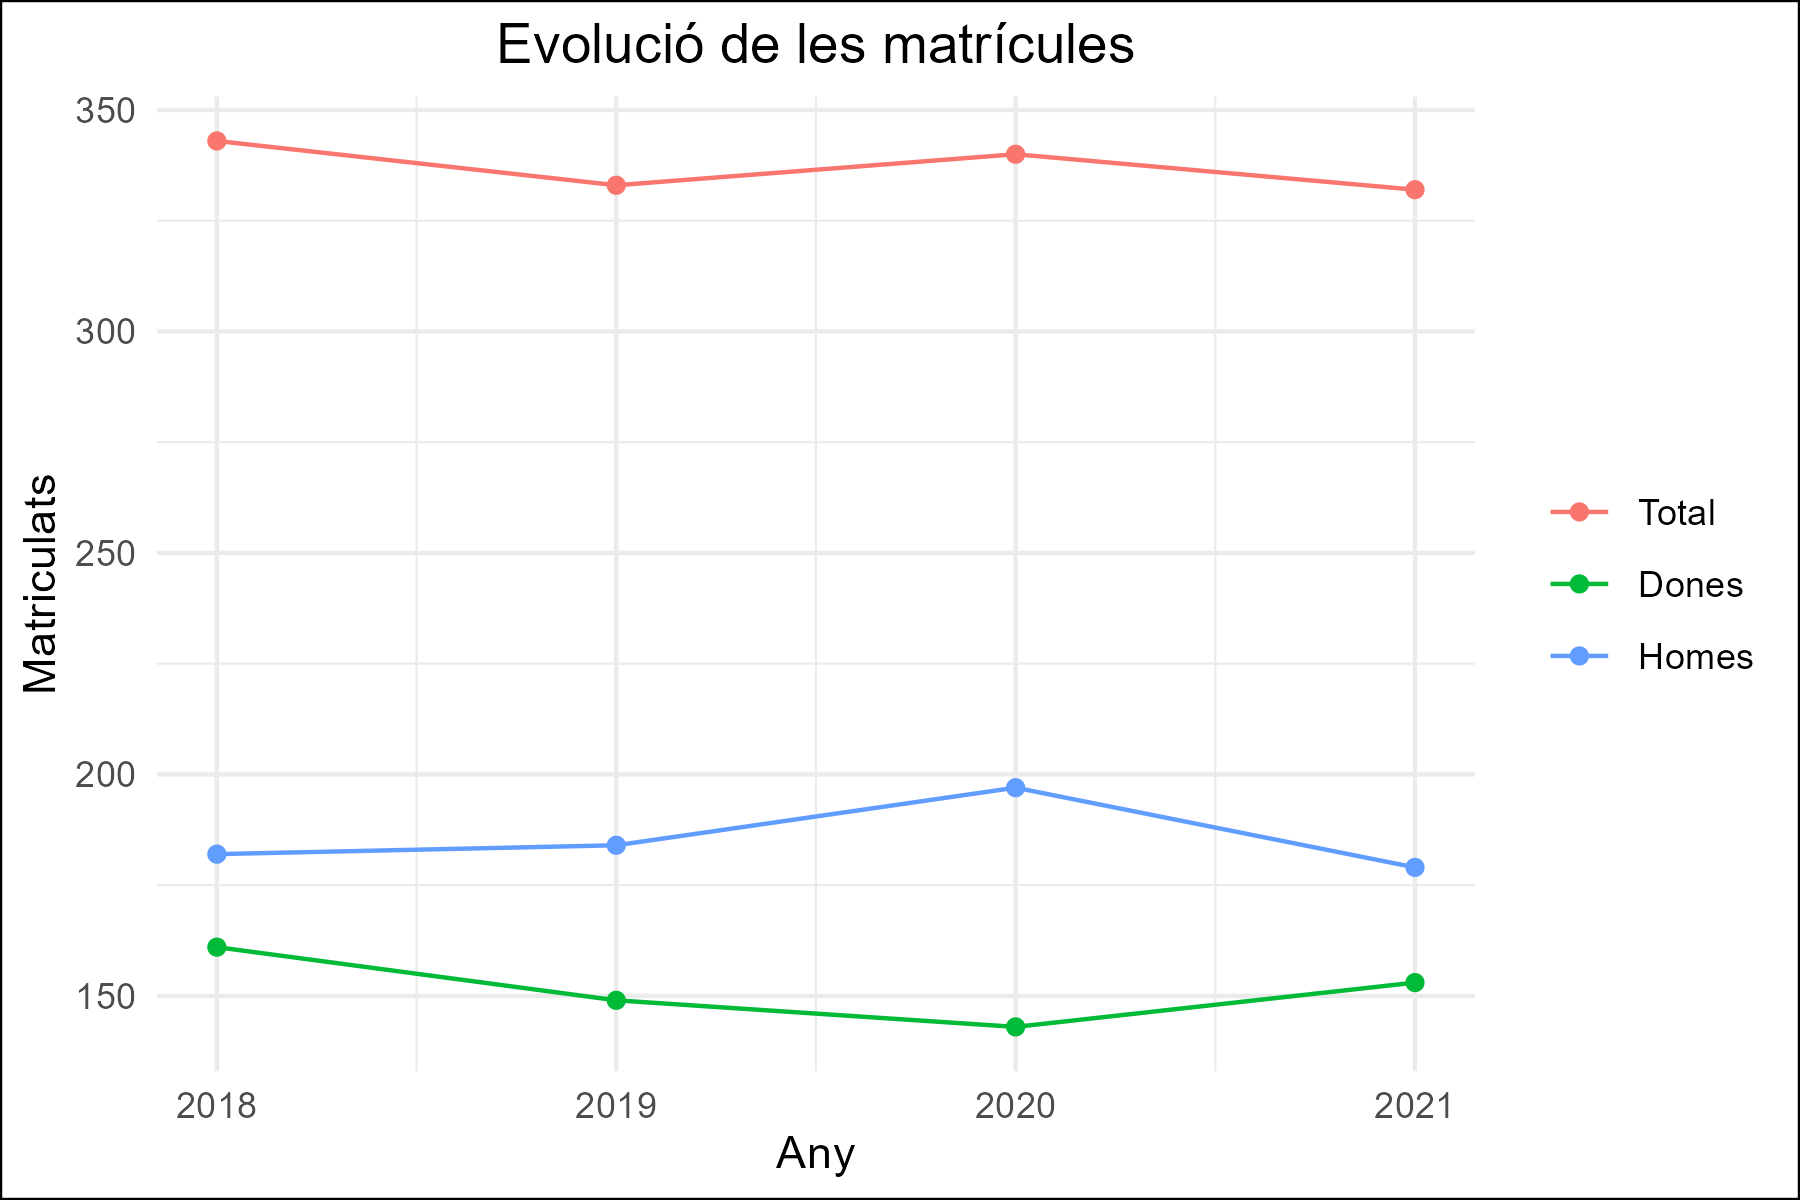 Evolució de les matrícules
350
300
250
200
150
Matriculats
2018
2019
2020
2021
Any
Total
Dones
Homes